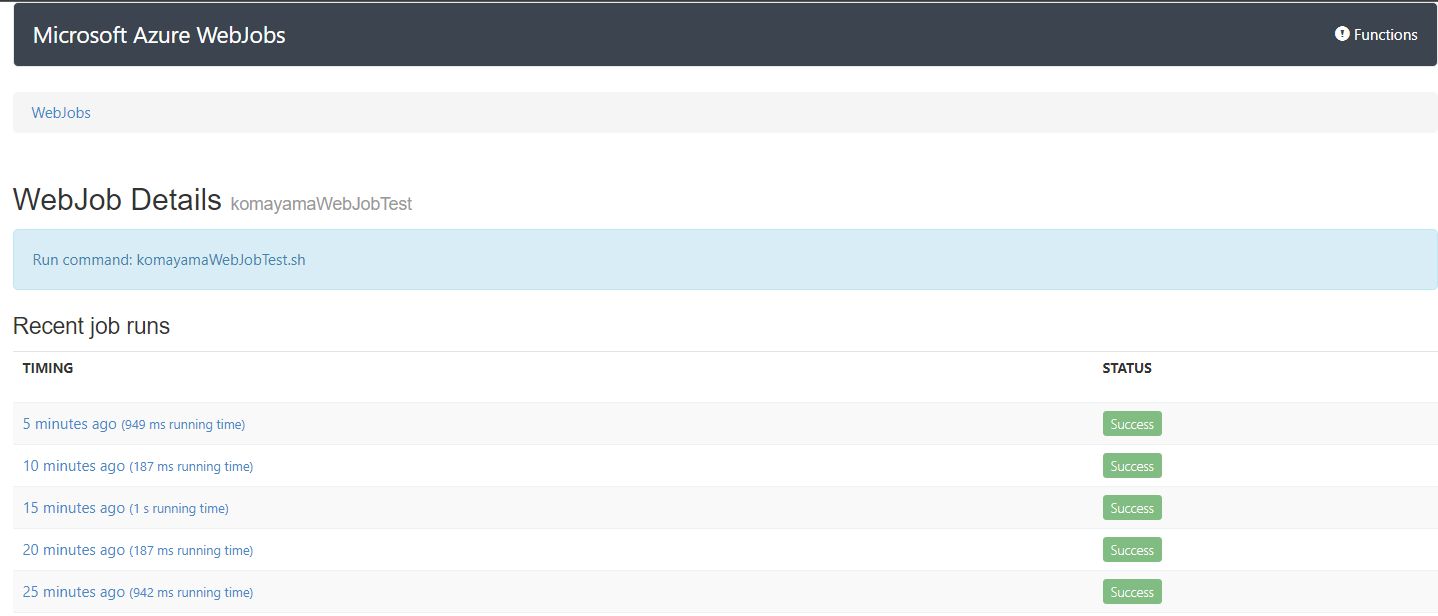 Microsoft Azure WebJobs
Functions
WebJobs
WebJob Details komayamaWebJobTest
Run command: komayamaWebJobTest.sh
Recent job runs
TIMING STATUS
5 minutes ago (949 ms running time) Success
10 minutes ago (187 ms running time) Success
15 minutes ago (1 s running time) Success
20 minutes ago (187 ms running time) Success
25 minutes ago (942 ms running time) Success